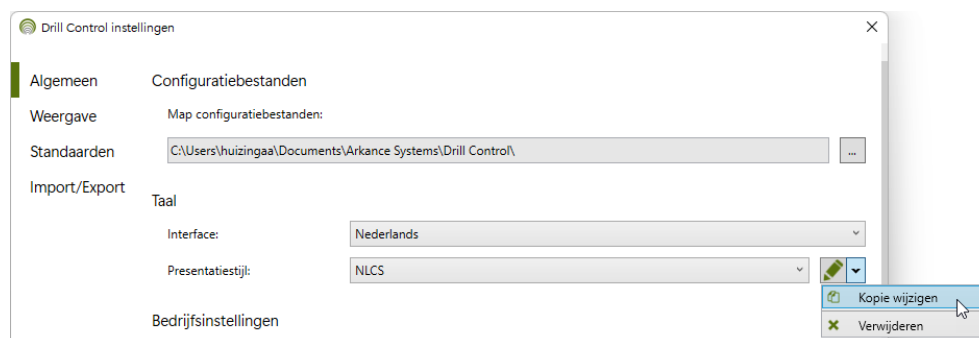 Drill Control instellingen
Algemeen
Configuratiebestanden
Weergave
Map configuratiebestanden:
Standaarden
C:\Users\huizingaa\Documents\Arkance Systems\Drill Control\
...
Import/Export
Taal
Interface:
Nederlands
Presentatiestijl:
NLCS
Kopie wijzigen
Bedrijfsinstellingen
Verwijderen